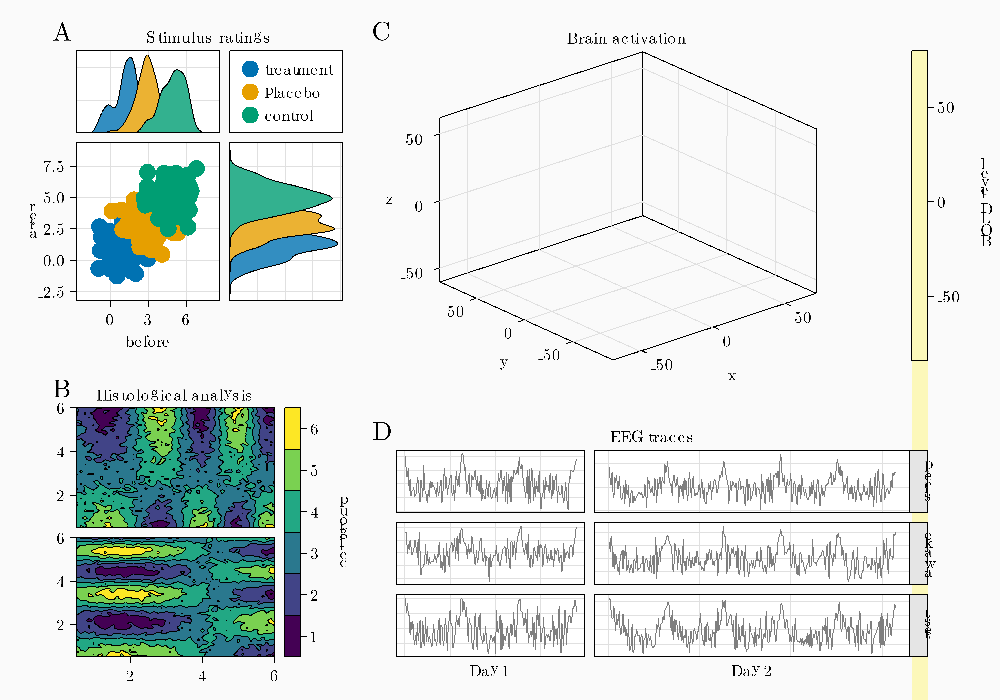 A
Stimulus ratings
treatment
Placebo
control
7.5
5.0
2.5
0.0
-2.5
0 3 6
before
B
Histological analysis
6
4
2
6
4
2
2 4 6
6
5
4
3
2
1
C
Brain activation
50
0
-50
z
50
0
-50
y
-50
0
50
x
50
0
-50
D
EEG traces
Day 1
Day 2